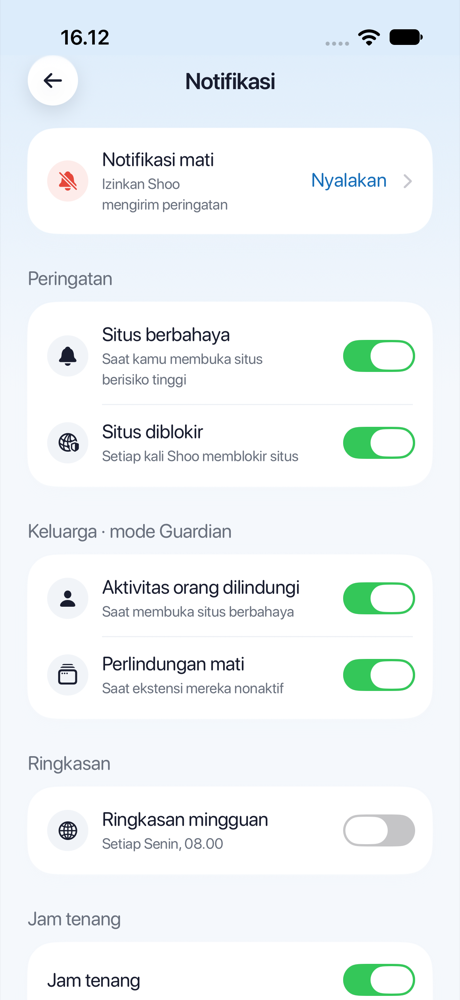 16.12
Notifikasi
Notifikasi mati
Izinkan Shoo
mengirim peringatan
Nyalakan
Peringatan
Situs berbahaya
Saat kamu membuka situs
berisiko tinggi
Situs diblokir
Setiap kali Shoo memblokir situs
Keluarga · mode Guardian
Aktivitas orang dilindungi
Saat membuka situs berbahaya
Perlindungan mati
Saat ekstensi mereka nonaktif
Ringkasan
Ringkasan mingguan
Setiap Senin, 08.00
Jam tenang
Jam tenang